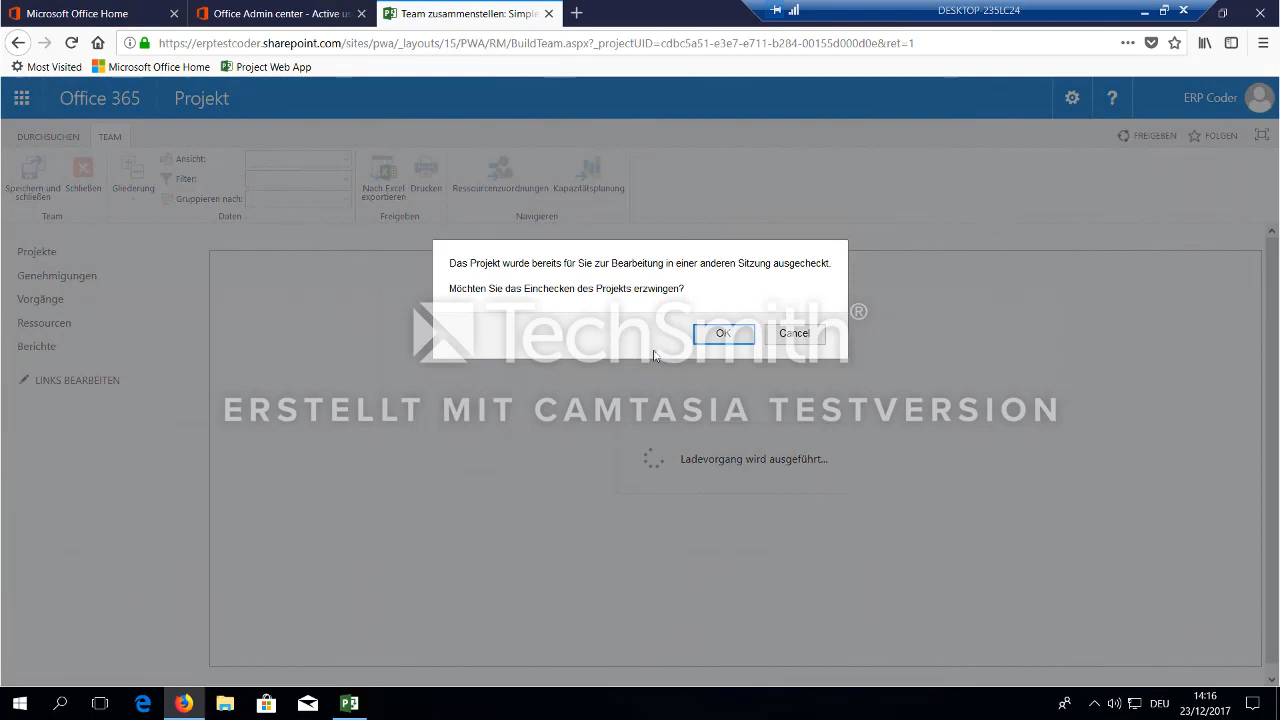 Microsoft Office Home
Office Admin center - Active us
Team zusammenstellen: Simple
DESKTOP-235LC24
https://erptestcoder.sharepoint.com/sites/pwa/_layouts/15/PWA/RM/BuildTeam.aspx?_projectUID=cdbc5a51-e3e7-e711-b284-00155d000d0e&ret=1
Most Visited
Microsoft Office Home
Project Web App
Office 365
Projekt
ERP Coder
DURCHSUCHEN
TEAM
FREIGEBEN
FOLGEN
Speichern und schließen
Schließen
Team
Gliederung
Ansicht:
Filter:
Gruppieren nach:
Daten
Nach Excel exportieren
Drucken
Freigeben
Ressourcenzuordnungen
Kapazitätsplanung
Navigieren
Projekte
Genehmigungen
Vorgänge
Ressourcen
Berichte
LINKS BEARBEITEN
Das Projekt wurde bereits für Sie zur Bearbeitung in einer anderen Sitzung ausgecheckt.
Möchten Sie das Einchecken des Projekts erzwingen?
OK
Cancel
TechSmith®
ERSTELLT MIT CAMTASIA TESTVERSION
Ladevorgang wird ausgeführt...
DEU
14:16
23/12/2017